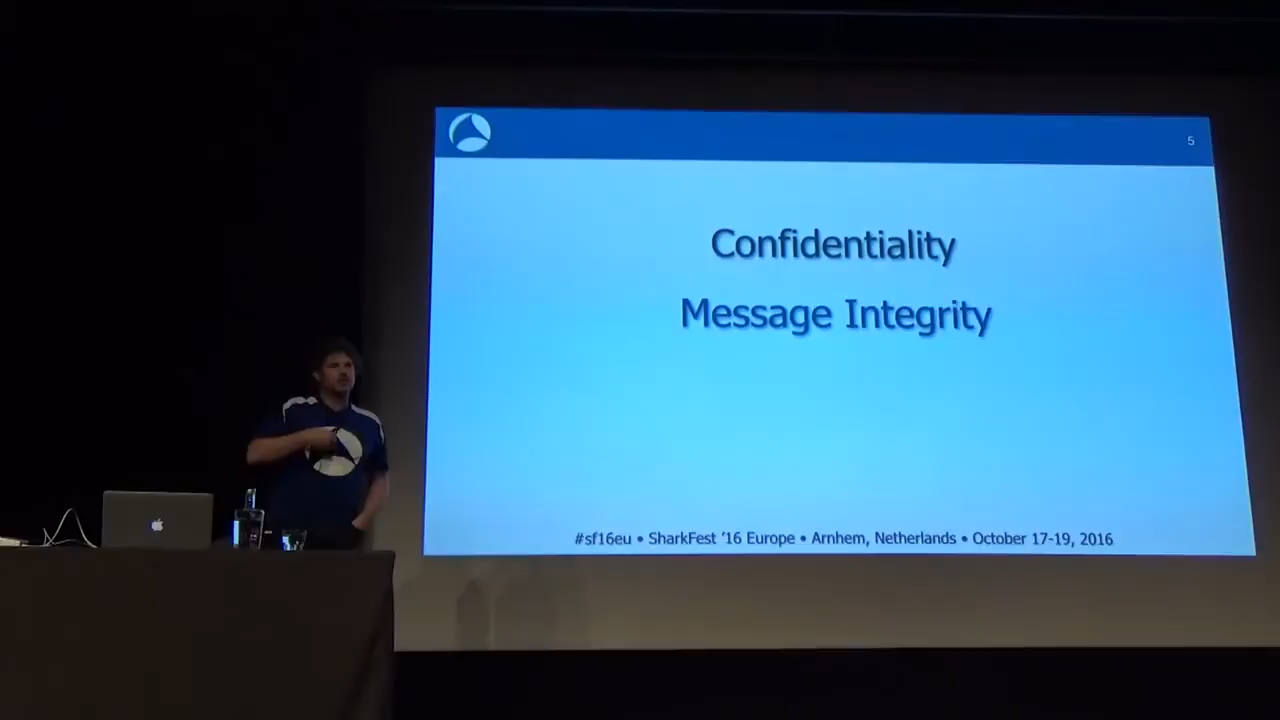 5
Confidentiality
Message Integrity
#sf16eu • SharkFest '16 Europe • Arnhem, Netherlands • October 17-19, 2016